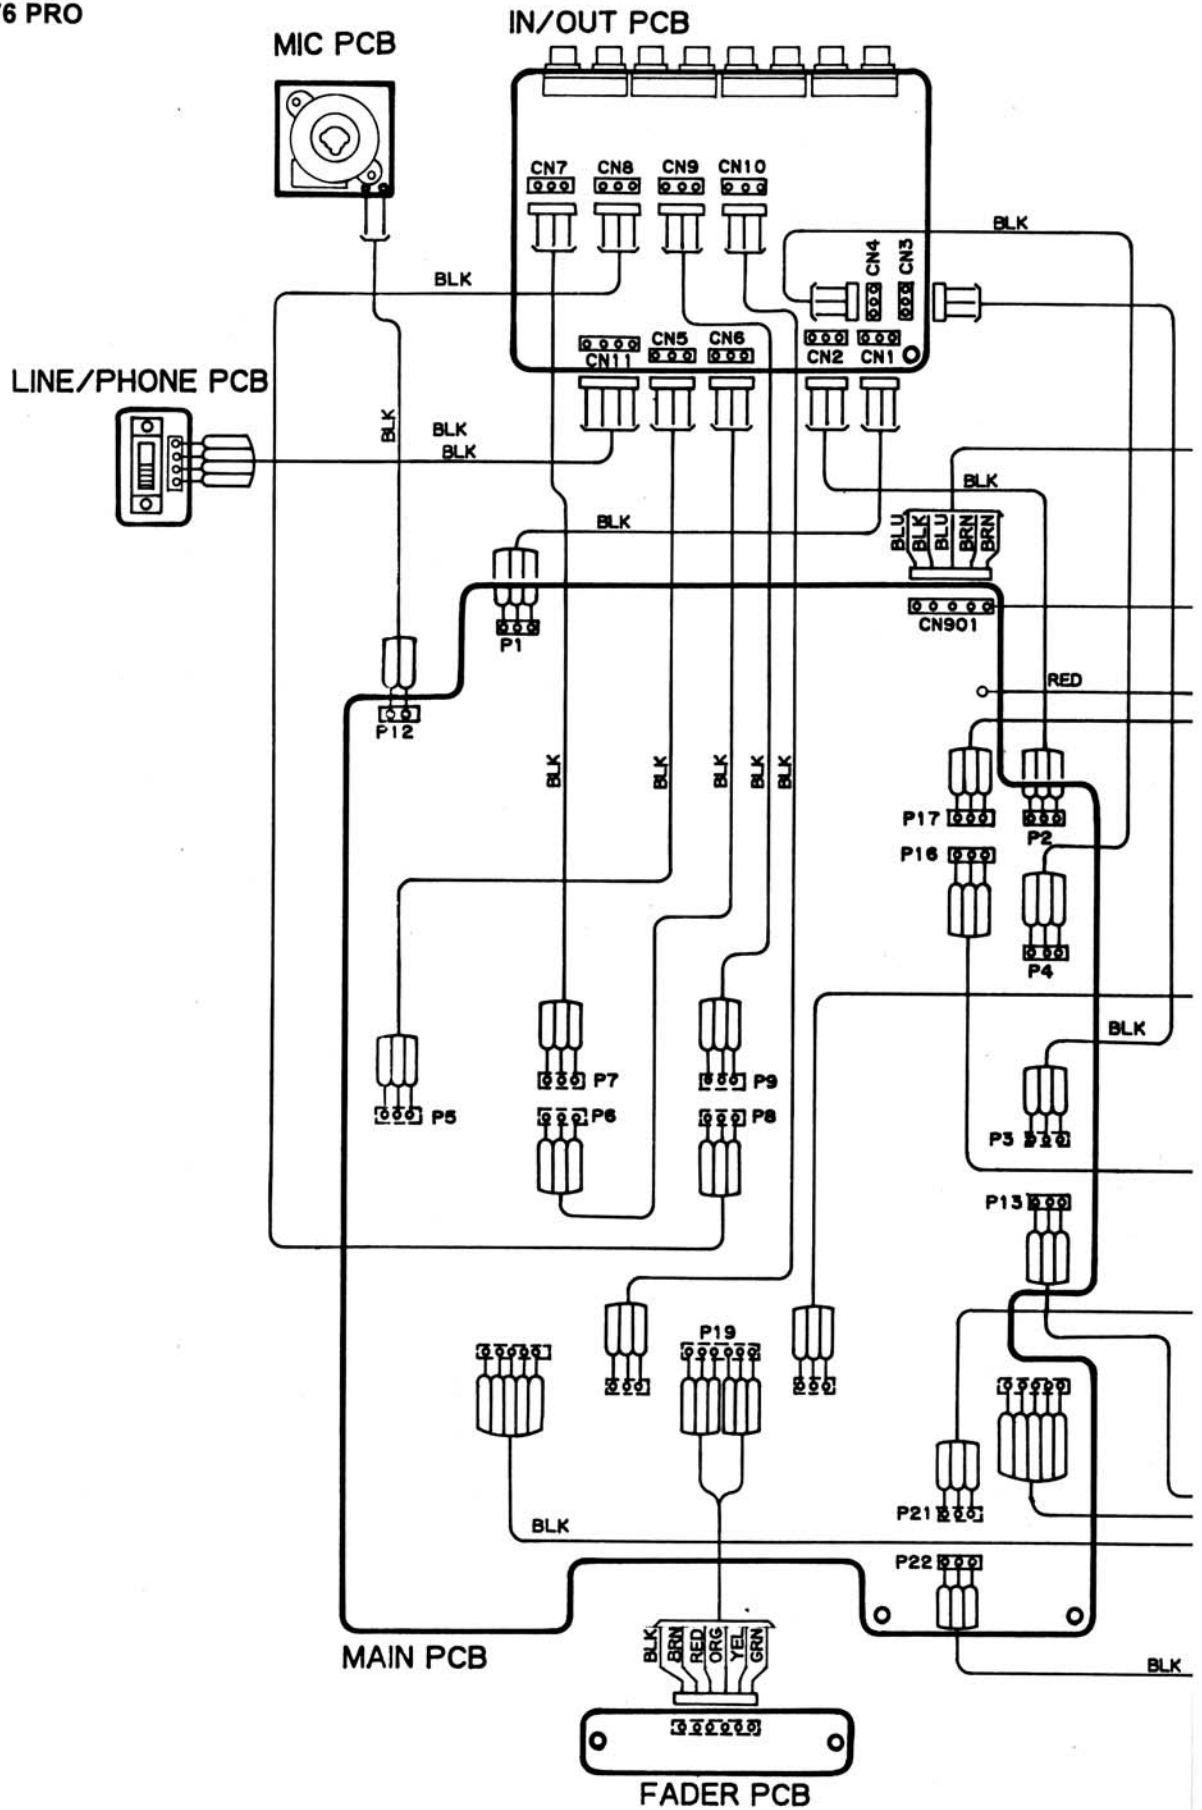 76 PRO
IN/OUT PCB
MIC PCB
CN7
CN8
CN9
CN10
BLK
CN4
CN3
BLK
CN5
CN6
CN11
CN2
CN1
LINE/PHONE PCB
BLK
BLK
BLK
BLK
BLK
BLU
BLK
BLU
BRN
BRN
CN901
P1
RED
P12
BLK
BLK
BLK
BLK
BLK
P17
P2
P16
P4
BLK
P7
P9
P5
P6
P8
P3
P13
P19
P21
BLK
P22
BLK
BRN
RED
ORG
YEL
GRN
MAIN PCB
BLK
FADER PCB